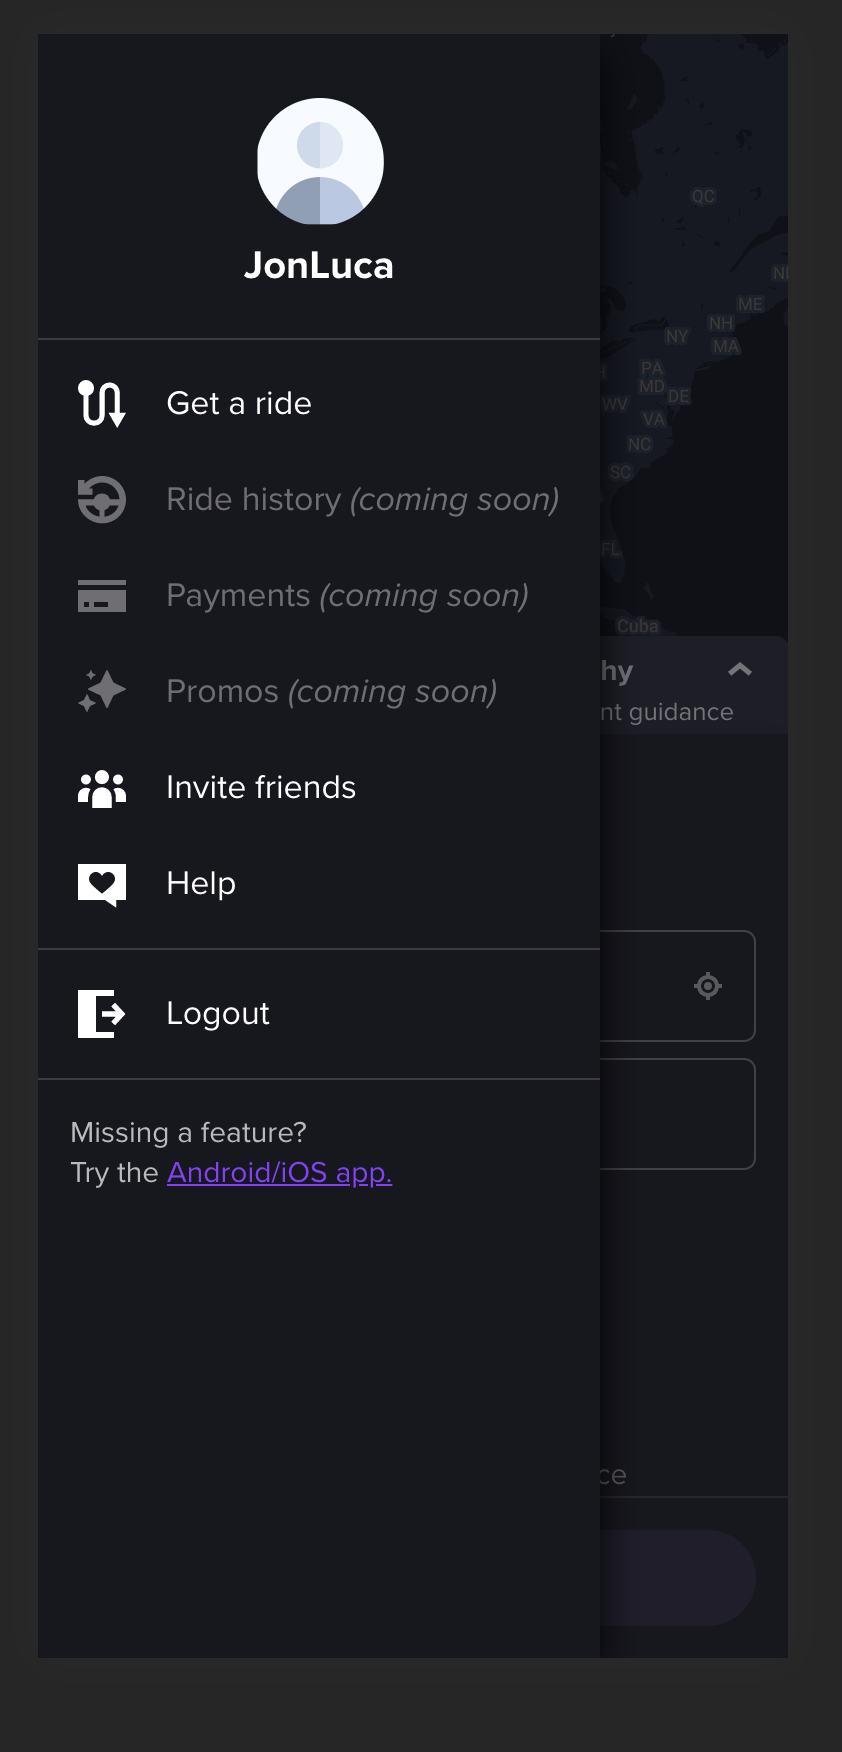 JonLuca
Get a ride
Ride history (coming soon)
Payments (coming soon)
Promos (coming soon)
Invite friends
Help
Logout
Missing a feature?
Try the Android/iOS app.
QC
ME
NH
NY
MA
PA
MD
DE
WV
VA
NC
SC
FL
Cuba
hy
nt guidance
ce